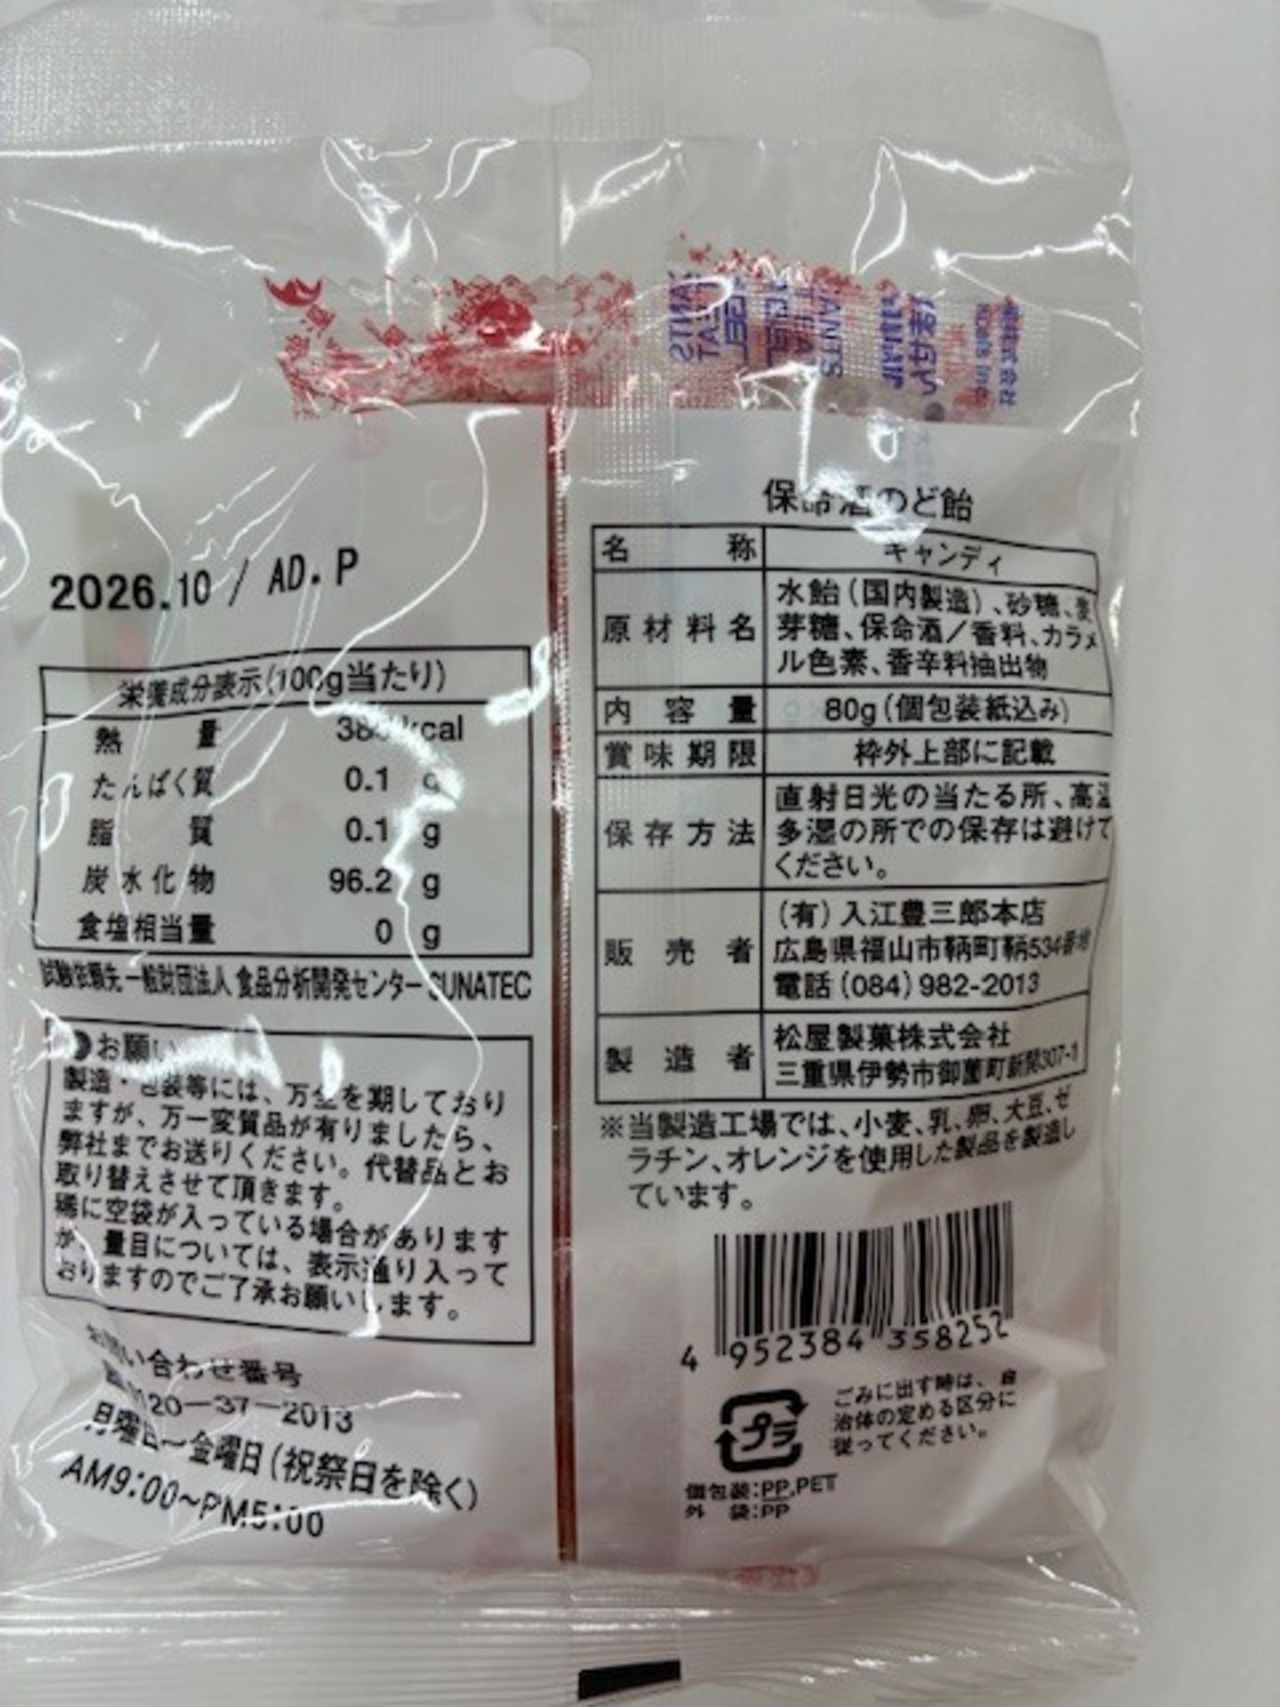 2026.10 / AD.P
栄養成分表示(100g当たり)
熱量 kcal
たんぱく質 0.1 g
脂質 0.1 g
炭水化物 96.2 g
食塩相当量 0 g
試験依頼先 一般財団法人 食品分析開発センター SUNATEC
●お願い
製造・包装等には、万全を期しており
ますが、万一変質品が有りましたら、
弊社までお送りください。代替品とお
取り替えさせて頂きます。
稀に空袋が入っている場合があります
が、量目については、表示通り入って
おりますのでご了承お願いします。
お問い合わせ番号
0120-37-2013
月曜日~金曜日(祝祭日を除く)
AM9:00~PM5:00
保命酒のど飴
名称 キャンディ
原材料名 水飴(国内製造)、砂糖、麦
芽糖、保命酒/香料、カラメ
ル色素、香辛料抽出物
内容量 80g(個包装紙込み)
賞味期限 枠外上部に記載
保存方法 直射日光の当たる所、高温
多湿の所での保存は避けて
ください。
販売者 (有)入江豊三郎本店
広島県福山市鞆町鞆534番地
電話(084)982-2013
製造者 松屋製菓株式会社
三重県伊勢市御薗町新開307-1
※当製造工場では、小麦、乳、卵、大豆、ゼ
ラチン、オレンジを使用した製品を製造し
ています。
4 952384 358252
プラ
ごみに出す時は、自
治体の定める区分に
従ってください。
個包装:PP,PET
外袋:PP